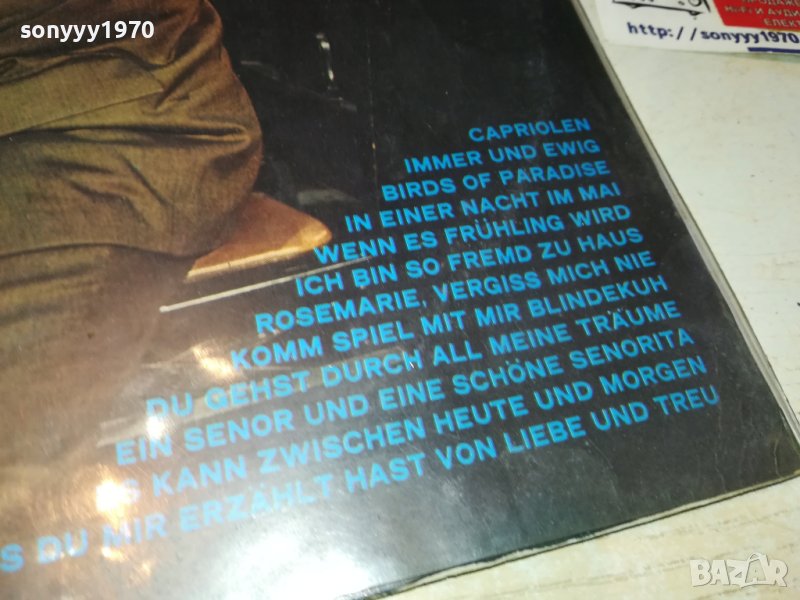 sonyyy1970
http://sonyyy1970
CAPRIOLEN
IMMER UND EWIG
BIRDS OF PARADISE
IN EINER NACHT IM MAI
WENN ES FRÜHLING WIRD
ICH BIN SO FREMD ZU HAUS
ROSEMARIE, VERGISS MICH NIE
KOMM SPIEL MIT MIR BLINDEKUH
DU GEHST DURCH ALL MEINE TRÄUME
EIN SENOR UND EINE SCHÖNE SENORITA
ES KANN ZWISCHEN HEUTE UND MORGEN
S DU MIR ERZÄHLT HAST VON LIEBE UND TREU
BAZAR